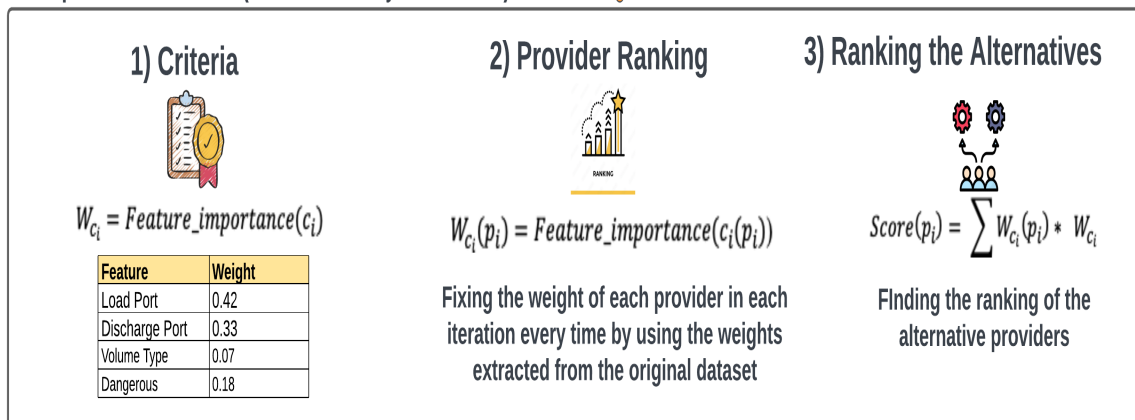 1) Criteria
W_{c_i} = Feature_importance(c_i)
Feature Weight
Load Port 0.42
Discharge Port 0.33
Volume Type 0.07
Dangerous 0.18
2) Provider Ranking
RANKING
W_{c_i}(p_i) = Feature_importance(c_i(p_i))
Fixing the weight of each provider in each
iteration every time by using the weights
extracted from the original dataset
3) Ranking the Alternatives
Score(p_i) = ∑ W_{c_i}(p_i) * W_{c_i}
FInding the ranking of the
alternative providers